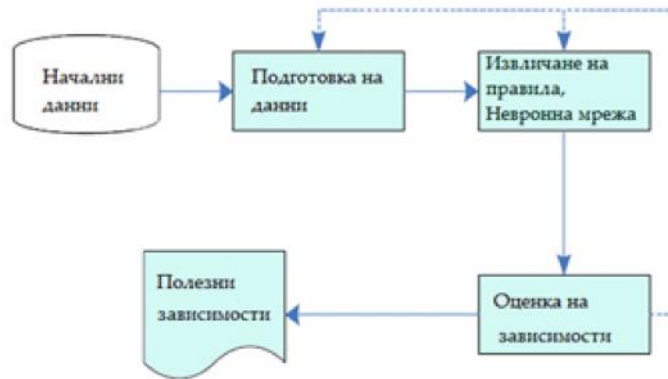 Начални
данни
Подготовка на
данни
Извличане на
правила,
Невронна мрежа
Полезни
зависимости
Оценка на
зависимости